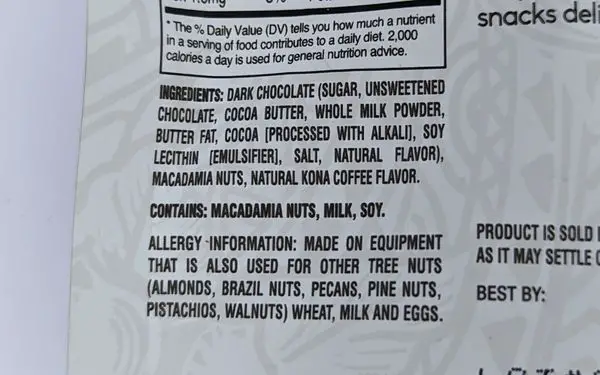 * The % Daily Value (DV) tells you how much a nutrient
in a serving of food contributes to a daily diet. 2,000
calories a day is used for general nutrition advice.
INGREDIENTS: DARK CHOCOLATE (SUGAR, UNSWEETENED
CHOCOLATE, COCOA BUTTER, WHOLE MILK POWDER,
BUTTER FAT, COCOA [PROCESSED WITH ALKALI], SOY
LECITHIN [EMULSIFIER], SALT, NATURAL FLAVOR),
MACADAMIA NUTS, NATURAL KONA COFFEE FLAVOR.
CONTAINS: MACADAMIA NUTS, MILK, SOY.
ALLERGY INFORMATION: MADE ON EQUIPMENT
THAT IS ALSO USED FOR OTHER TREE NUTS
(ALMONDS, BRAZIL NUTS, PECANS, PINE NUTS,
PISTACHIOS, WALNUTS) WHEAT, MILK AND EGGS.
snacks
PRODUCT IS SOLD
AS IT MAY SETTLE
BEST BY: